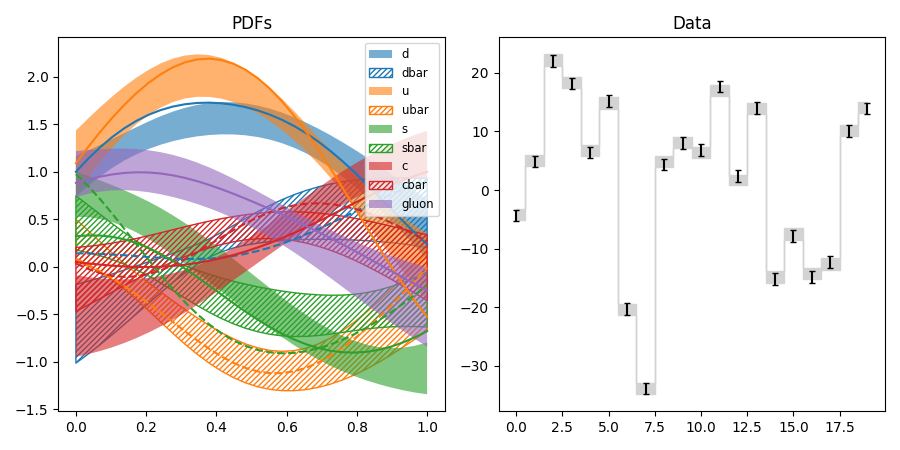 PDFs
2.0
1.5
1.0
0.5
0.0
−0.5
−1.0
−1.5
0.0 0.2 0.4 0.6 0.8 1.0
d
dbar
u
ubar
s
sbar
c
cbar
gluon
Data
20
10
0
−10
−20
−30
0.0 2.5 5.0 7.5 10.0 12.5 15.0 17.5